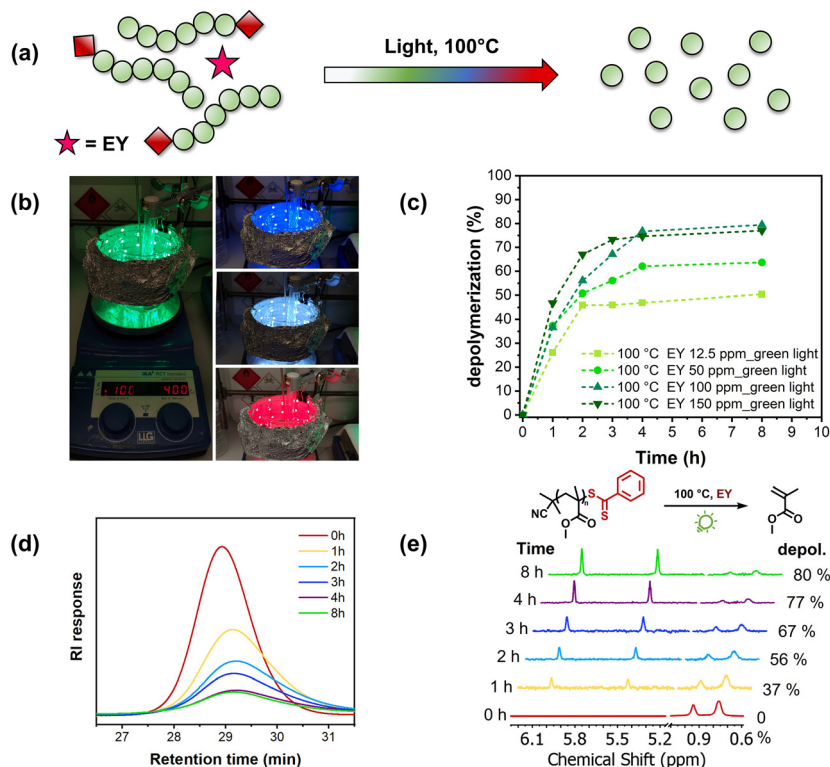 (a)
Light, 100°C
= EY
(b)
-100
400
(c)
depolymerization (%)
100
90
80
70
60
50
40
30
20
10
0
100 °C EY 12.5 ppm_green light
100 °C EY 50 ppm_green light
100 °C EY 100 ppm_green light
100 °C EY 150 ppm_green light
0 1 2 3 4 5 6 7 8 9 10
Time (h)
(d)
RI response
0h
1h
2h
3h
4h
8h
27 28 29 30 31
Retention time (min)
(e)
NC
n
S
S
O
O
100 °C, EY
O
O
Time
depol.
8 h
80 %
4 h
77 %
3 h
67 %
2 h
56 %
1 h
37 %
0 h
0
%
6.1 5.8 5.5 5.2 0.9 0.6
Chemical Shift (ppm)